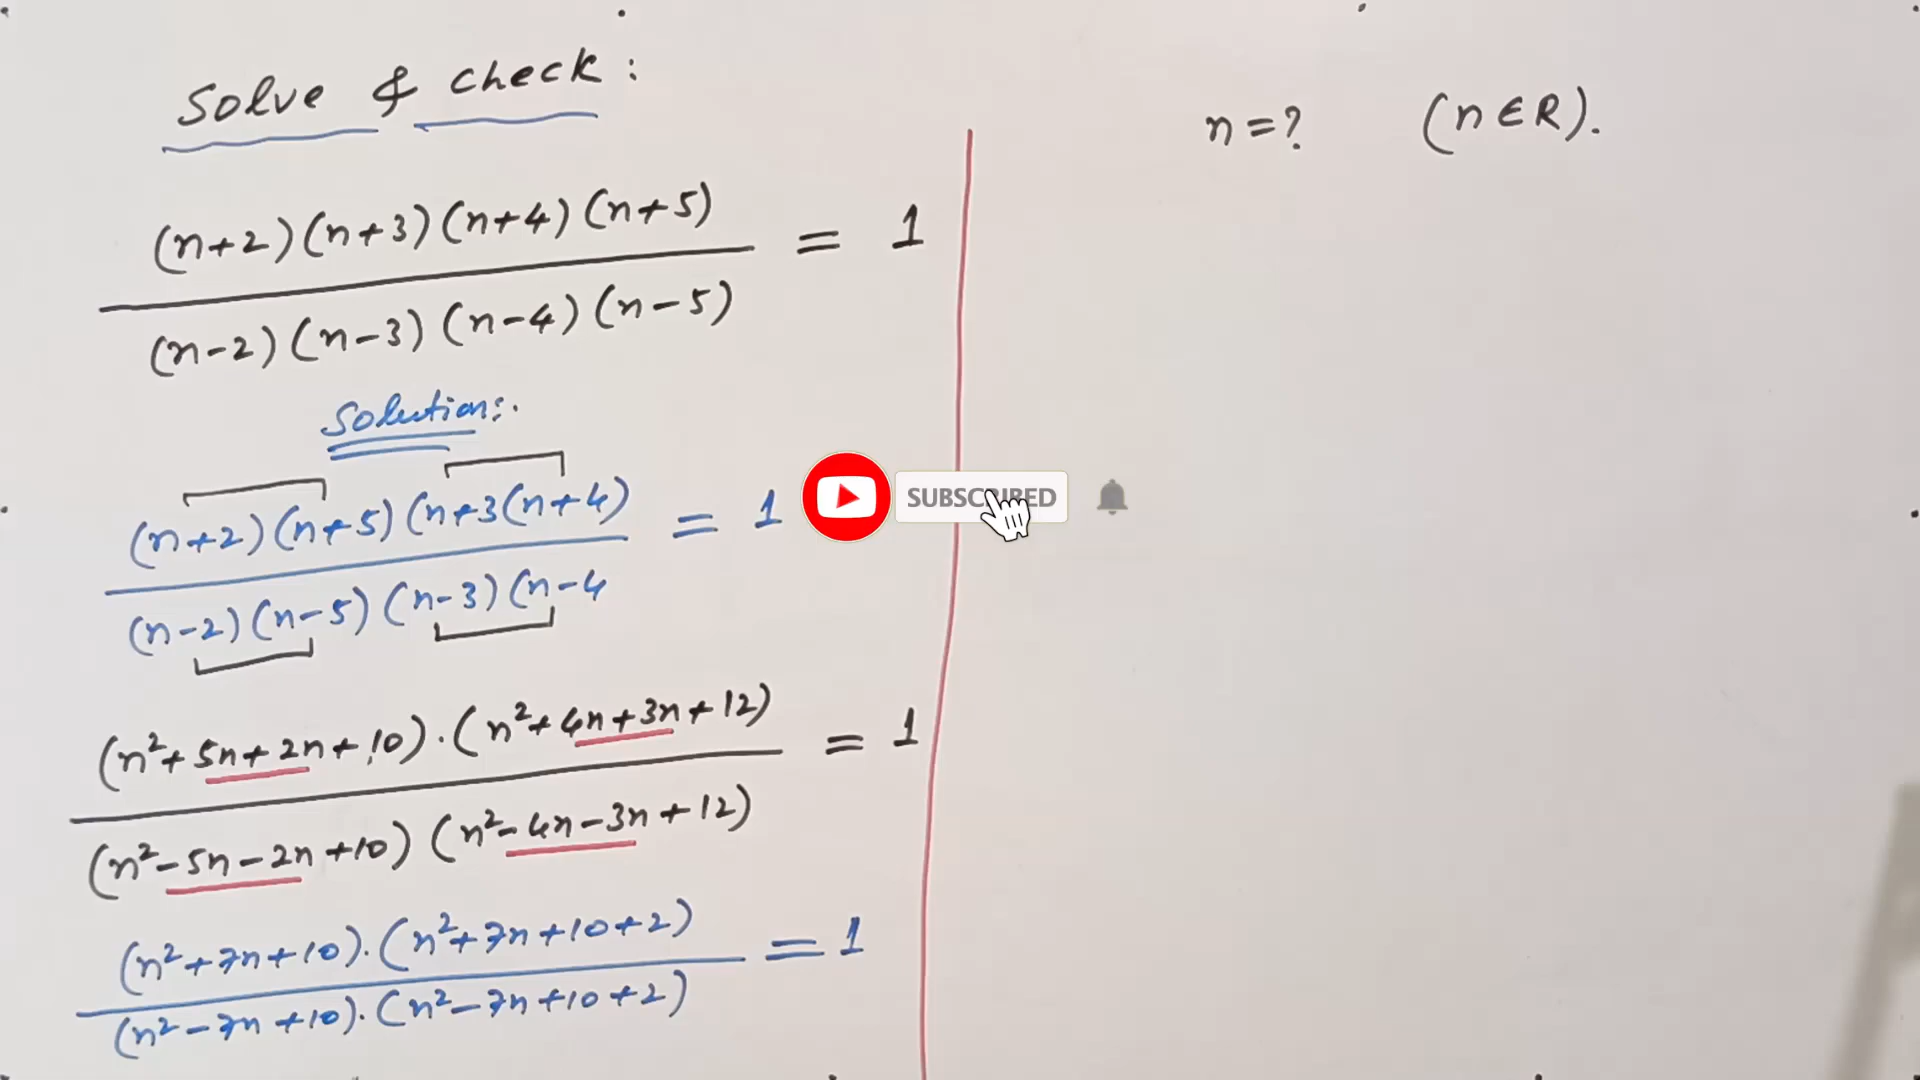 Solve & check:
(n+2)(n+3)(n+4)(n+5)
= 1
(n-2)(n-3)(n-4)(n-5)
Solution:.
(n+2)(n+5)(n+3(n+4)
= 1
(n-2)(n-5)(n-3)(n-4
(n²+5n+2n+10).(n²+4n+3n+12)
= 1
(n²-5n-2n+10)(n²-4n-3n+12)
(n²+7n+10).(n²+7n+10+2)
= 1
(n²-7n+10).(n²-7n+10+2)
n=? (n∈R).
SUBSCRIBED